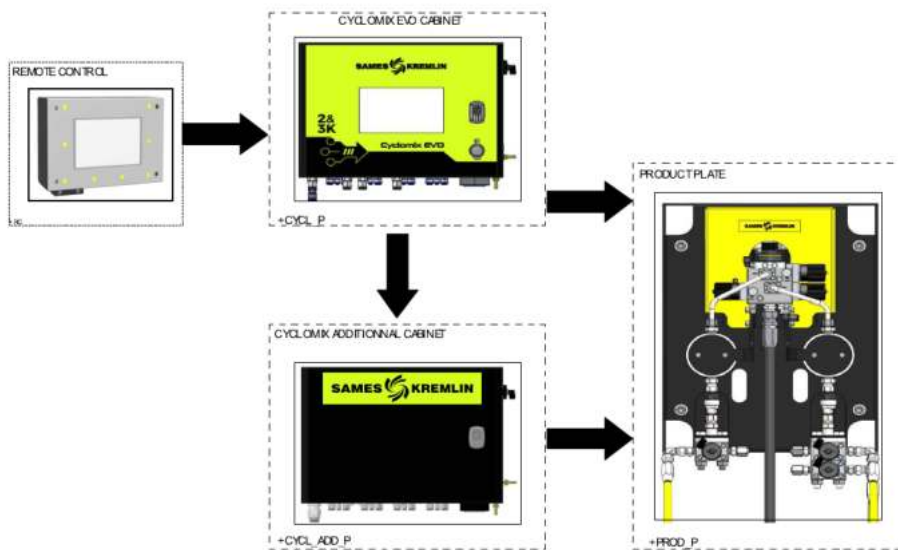 CYCLOMIX EVO CABINET
REMOTE CONTROL
SAMES KREMLIN
2&
3K
Cyclomix EVO
+RC
+CYCL_P
PRODUCT PLATE
SAMES KREMLIN
CYCLOMIX ADDITIONNAL CABINET
SAMES KREMLIN
+CYCL_ADD_P
+PROD_P